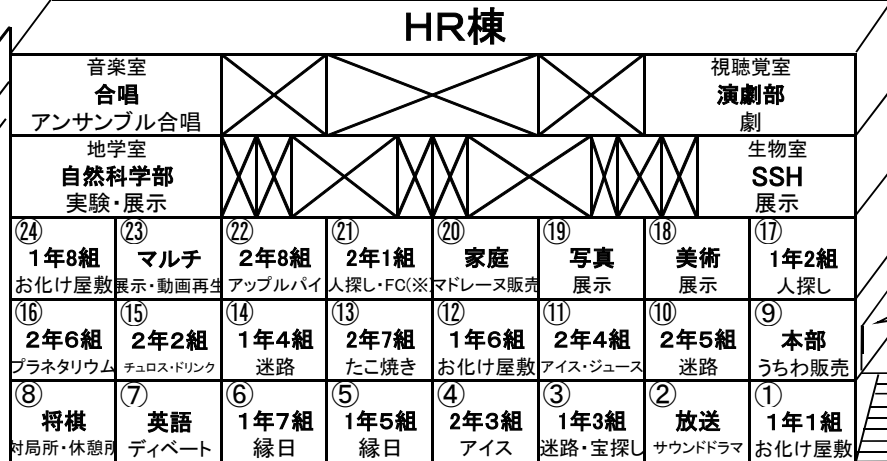 HR棟
音楽室
合唱
アンサンブル合唱
視聴覚室
演劇部
劇
地学室
自然科学部
実験・展示
生物室
SSH
展示
㉔
1年8組
お化け屋敷
㉓
マルチ
展示・動画再生
㉒
2年8組
アップルパイ
㉑
2年1組
人探し・FC(※)
⑳
家庭
マドレーヌ販売
⑲
写真
展示
⑱
美術
展示
⑰
1年2組
人探し
⑯
2年6組
プラネタリウム
⑮
2年2組
チュロス・ドリンク
⑭
1年4組
迷路
⑬
2年7組
たこ焼き
⑫
1年6組
お化け屋敷
⑪
2年4組
アイス・ジュース
⑩
2年5組
迷路
⑨
本部
うちわ販売
⑧
将棋
対局所・休憩所
⑦
英語
ディベート
⑥
1年7組
縁日
⑤
1年5組
縁日
④
2年3組
アイス
③
1年3組
迷路・宝探し
②
放送
サウンドドラマ
①
1年1組
お化け屋敷